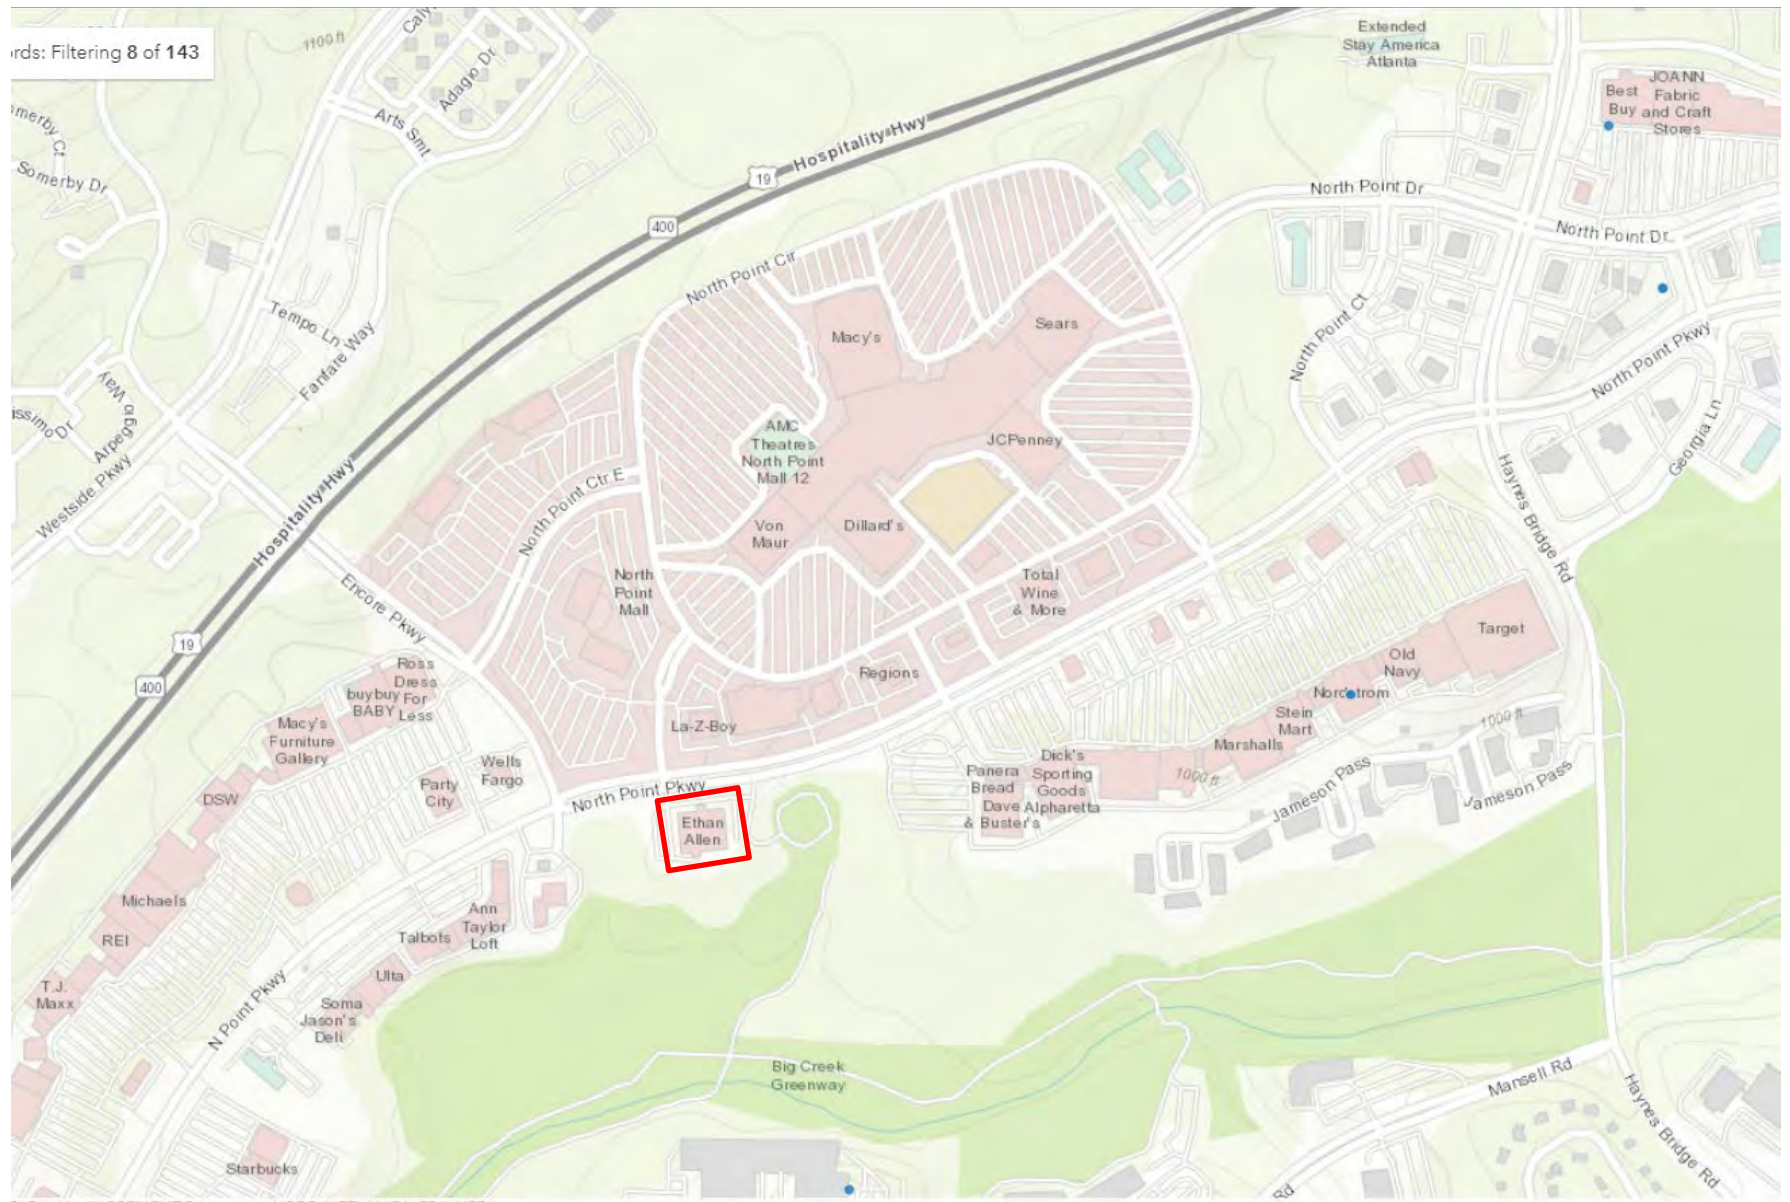 ords: Filtering 8 of 143
1100 ft
Adagio Dr
Arts Smt
Somerby Dr
Extended
Stay America
Atlanta
JOANN
Best Fabric
Buy and Craft
Stores
Hospitality Hwy
19
400
North Point Dr
North Point Dr
North Point Cir
Tempo Ln
Fanfare Way
Macy's
Sears
North Point Ct
North Point Pkwy
Arpeggia Way
issimo Dr
Westside Pkwy
AMC
Theatres
North Point
Mall 12
JCPenney
Georgia Ln
Hospitality Hwy
North Point Ctr E
Von
Maur
Dillard's
Haynes Bridge Rd
Encore Pkwy
North
Point
Mall
Total
Wine
& More
Target
19
400
Ross
Dress
For
Less
buybuy
BABY
Regions
Old
Navy
Nordstrom
Stein
Mart
Marshalls
1000 ft
Macy's
Furniture
Gallery
La-Z-Boy
Wells
Fargo
Party
City
DSW
North Point Pkwy
Dick's
Sporting
Goods
Alpharetta
Panera
Bread
Dave
& Buster's
1000 ft
Jameson Pass
Jameson Pass
Ethan
Allen
Michaels
REI
T.J.
Maxx
Ann
Taylor
Loft
Talbots
Ulta
Soma
Jason's
Deli
N Point Pkwy
Big Creek
Greenway
Mansell Rd
Haynes Bridge Rd
Starbucks
Rd